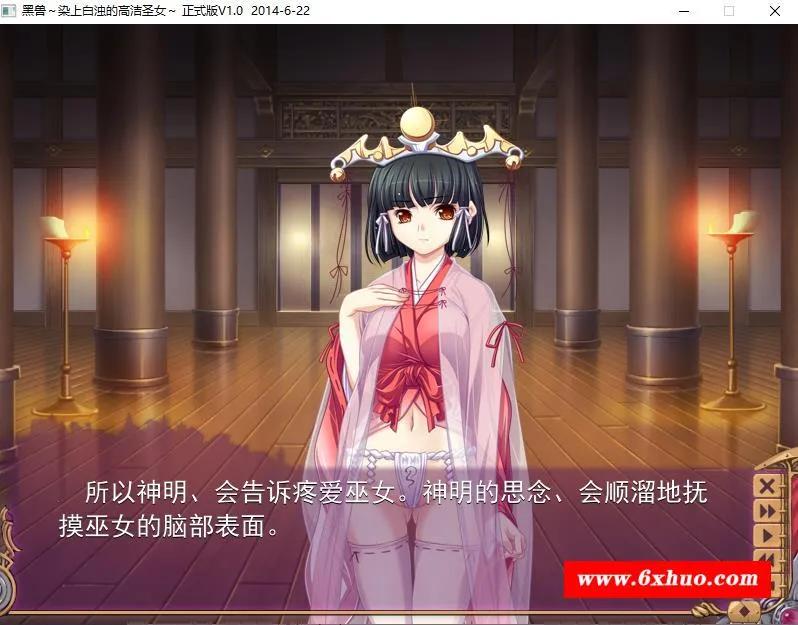 黑兽～染上白浊的高洁圣女～ 正式版V1.0 2014-6-22
所以神明、会告诉疼爱巫女。神明的思念、会顺溜地抚
摸巫女的脑部表面。
www.6xhuo.com